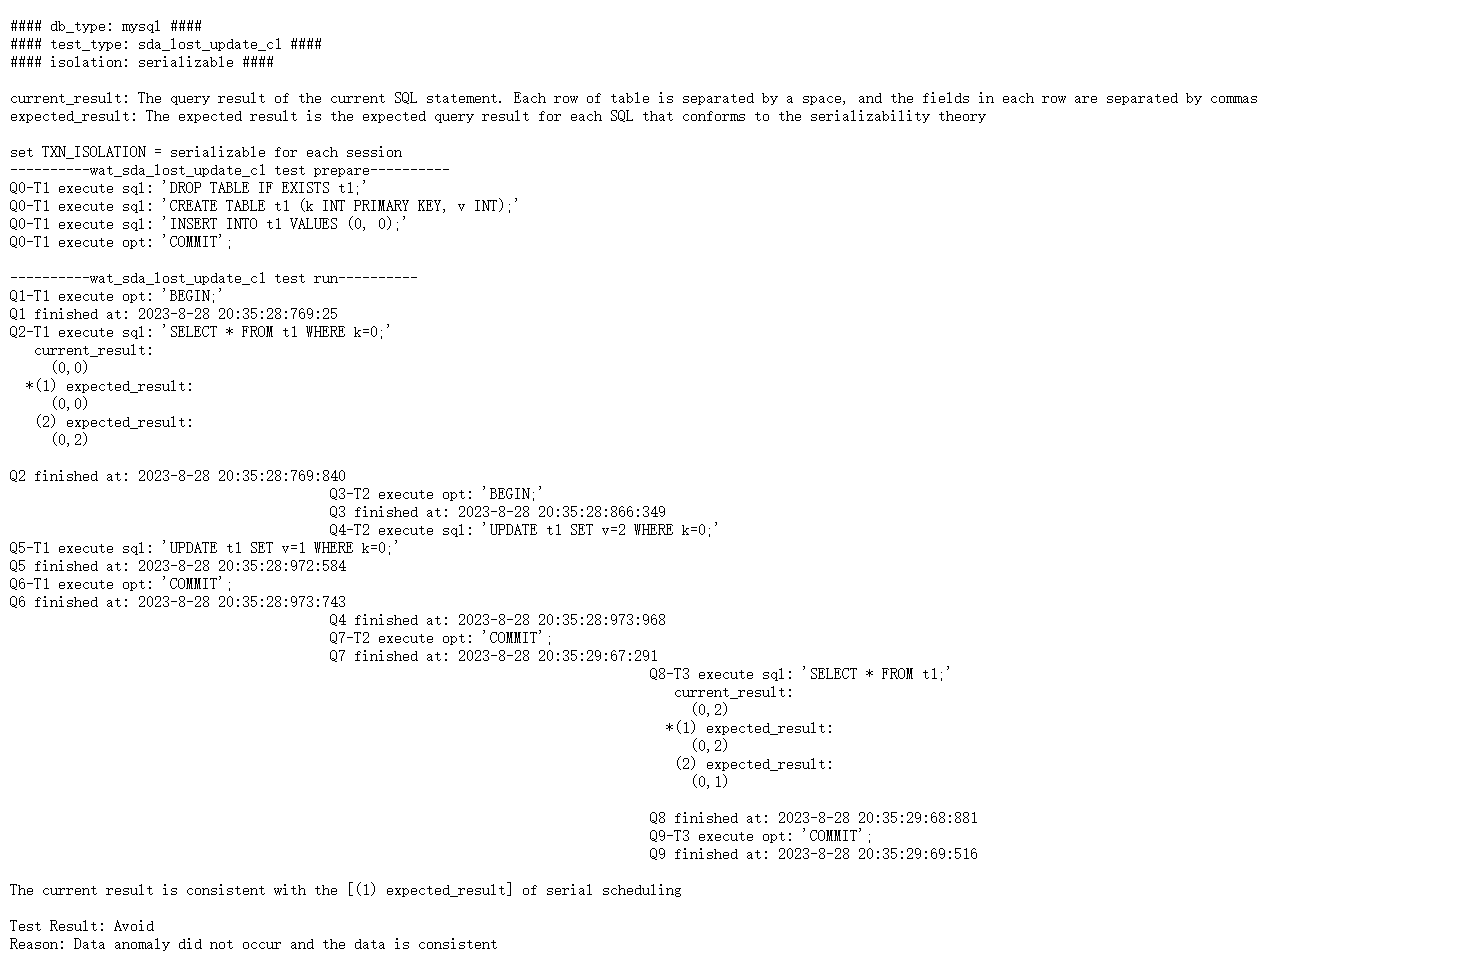 #### db_type: mysql ####
#### test_type: sda_lost_update_c1 ####
#### isolation: serializable ####
current_result: The query result of the current SQL statement. Each row of table is separated by a space, and the fields in each row are separated by commas
expected_result: The expected result is the expected query result for each SQL that conforms to the serializability theory
set TXN_ISOLATION = serializable for each session
----------wat_sda_lost_update_c1 test prepare----------
Q0-T1 execute sql: 'DROP TABLE IF EXISTS t1;'
Q0-T1 execute sql: 'CREATE TABLE t1 (k INT PRIMARY KEY, v INT);'
Q0-T1 execute sql: 'INSERT INTO t1 VALUES (0, 0);'
Q0-T1 execute opt: 'COMMIT';
----------wat_sda_lost_update_c1 test run----------
Q1-T1 execute opt: 'BEGIN;'
Q1 finished at: 2023-8-28 20:35:28:769:25
Q2-T1 execute sql: 'SELECT * FROM t1 WHERE k=0;'
current_result:
(0,0)
*(1) expected_result:
(0,0)
(2) expected_result:
(0,2)
Q2 finished at: 2023-8-28 20:35:28:769:840
Q3-T2 execute opt: 'BEGIN;'
Q3 finished at: 2023-8-28 20:35:28:866:349
Q4-T2 execute sql: 'UPDATE t1 SET v=2 WHERE k=0;'
Q5-T1 execute sql: 'UPDATE t1 SET v=1 WHERE k=0;'
Q5 finished at: 2023-8-28 20:35:28:972:584
Q6-T1 execute opt: 'COMMIT';
Q6 finished at: 2023-8-28 20:35:28:973:743
Q4 finished at: 2023-8-28 20:35:28:973:968
Q7-T2 execute opt: 'COMMIT';
Q7 finished at: 2023-8-28 20:35:29:67:291
Q8-T3 execute sql: 'SELECT * FROM t1;'
current_result:
(0,2)
*(1) expected_result:
(0,2)
(2) expected_result:
(0,1)
Q8 finished at: 2023-8-28 20:35:29:68:881
Q9-T3 execute opt: 'COMMIT';
Q9 finished at: 2023-8-28 20:35:29:69:516
The current result is consistent with the [(1) expected_result] of serial scheduling
Test Result: Avoid
Reason: Data anomaly did not occur and the data is consistent